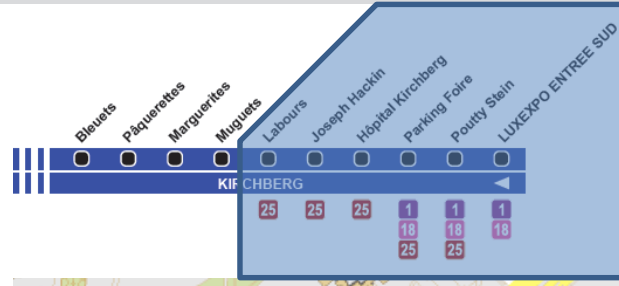 Bleuets
Pâquerettes
Marguerites
Muguets
Labours
Joseph Hackin
Hôpital Kirchberg
Parking Foire
Poutty Stein
LUXEXPO ENTREE SUD
KIRCHBERG
25 25 25 1 1 1
18 18 18
25 25